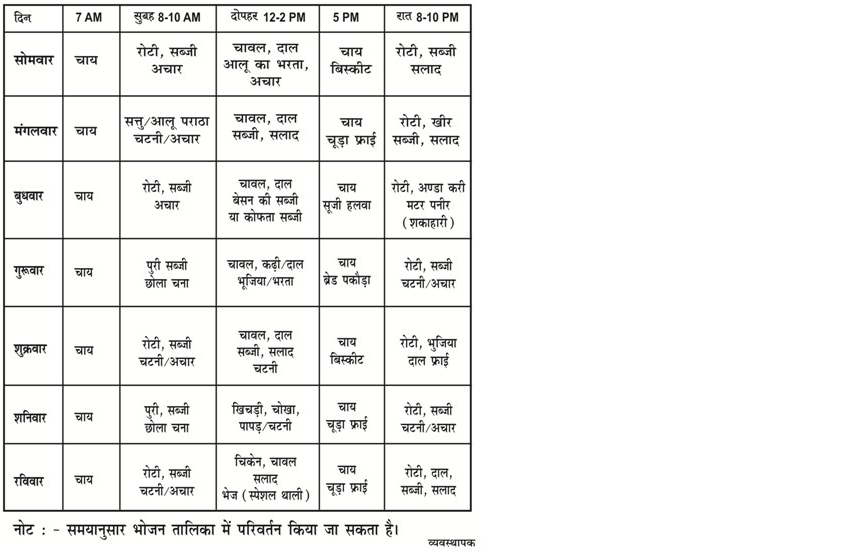 दिन 7 AM सुबह 8-10 AM दोपहर 12-2 PM 5 PM रात 8-10 PM
सोमवार
चाय
रोटी, सब्जी
अचार
चावल, दाल
आलू का भरता,
अचार
चाय
बिस्कीट
रोटी, सब्जी
सलाद
मंगलवार
चाय
सत्तु/आलू पराठा
चटनी/अचार
चावल, दाल
सब्जी, सलाद
चाय
चूड़ा फ्राई
रोटी, खीर
सब्जी, सलाद
बुधवार
चाय
रोटी, सब्जी
अचार
चावल, दाल
बेसन की सब्जी
या कोफता सब्जी
चाय
सूजी हलवा
रोटी, अण्डा करी
मटर पनीर
(शकाहारी)
गुरूवार
चाय
पुरी सब्जी
छोला चना
चावल, कढ़ी/दाल
भूजिया/भरता
चाय
ब्रेड पकौड़ा
रोटी, सब्जी
चटनी/अचार
शुक्रवार
चाय
रोटी, सब्जी
चटनी/अचार
चावल, दाल
सब्जी, सलाद
चटनी
चाय
बिस्कीट
रोटी, भुजिया
दाल फ्राई
शनिवार
चाय
पुरी, सब्जी
छोला चना
खिचड़ी, चोखा,
पापड़/चटनी
चाय
चूड़ा फ्राई
रोटी, सब्जी
चटनी/अचार
रविवार
चाय
रोटी, सब्जी
चटनी/अचार
चिकेन, चावल
सलाद
भेज (स्पेशल थाली)
चाय
चूड़ा फ्राई
रोटी, दाल,
सब्जी, सलाद
नोट : - समयानुसार भोजन तालिका में परिवर्तन किया जा सकता है।
व्यवस्थापक